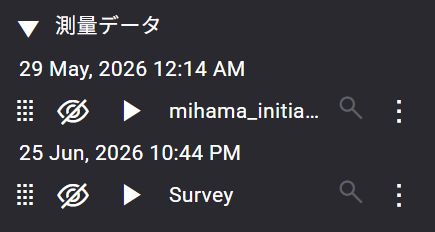 測量データ
29 May, 2026 12:14 AM
mihama_initia...
25 Jun, 2026 10:44 PM
Survey